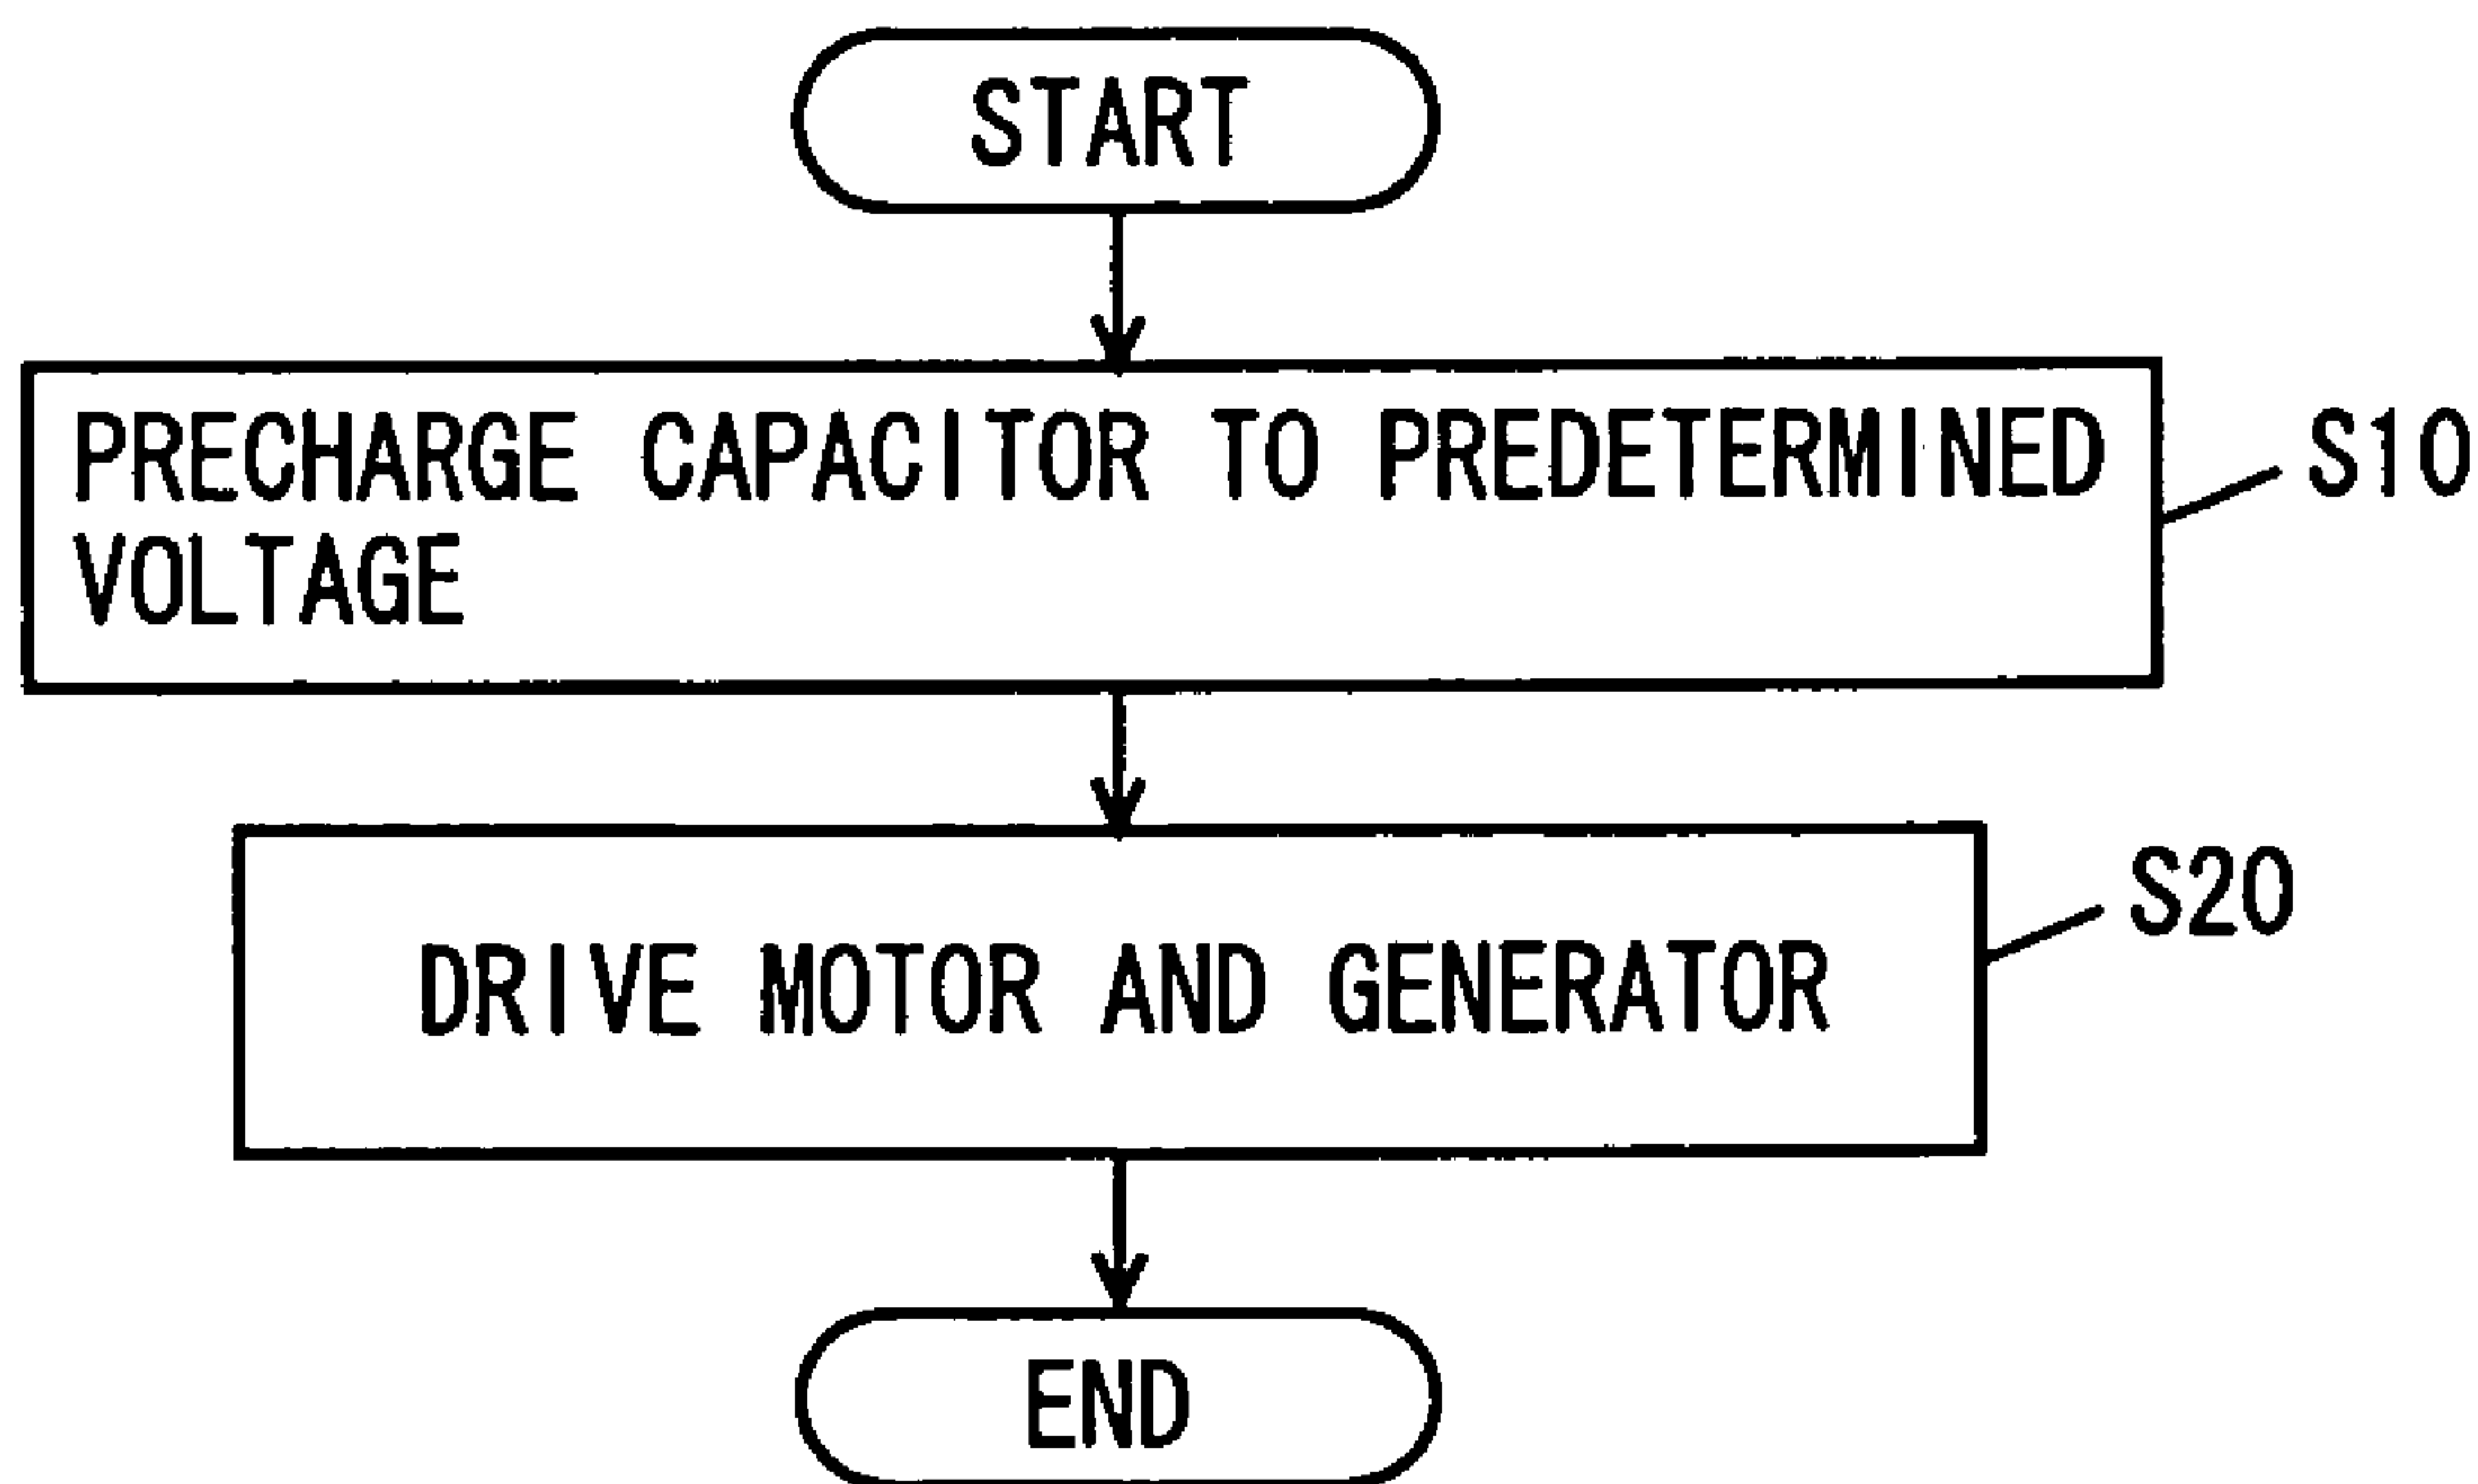 START
PRECHARGE CAPACITOR TO PREDETERMINED
VOLTAGE
S10
DRIVE MOTOR AND GENERATOR
S20
END